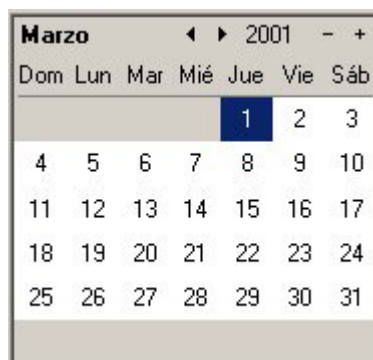 Marzo 2001 - +
Dom Lun Mar Mié Jue Vie Sáb
1 2 3
4 5 6 7 8 9 10
11 12 13 14 15 16 17
18 19 20 21 22 23 24
25 26 27 28 29 30 31